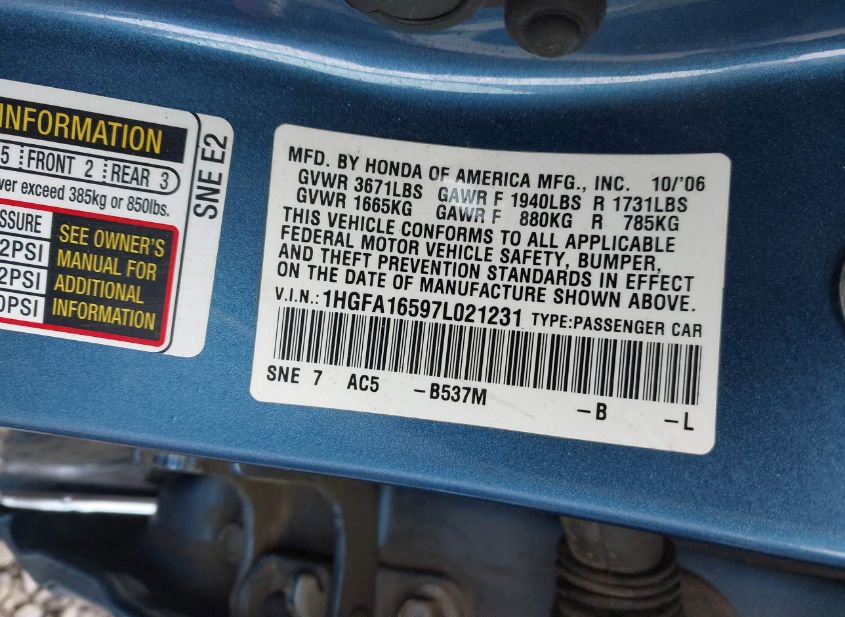 INFORMATION
5 FRONT 2 REAR 3
ver exceed 385kg or 850lbs.
SSURE
2PSI
2PSI
0PSI
SEE OWNER'S
MANUAL FOR
ADDITIONAL
INFORMATION
SNE E2
MFD. BY HONDA OF AMERICA MFG., INC. 10/'06
GVWR 3671LBS GAWR F 1940LBS R 1731LBS
GVWR 1665KG GAWR F 880KG R 785KG
THIS VEHICLE CONFORMS TO ALL APPLICABLE
FEDERAL MOTOR VEHICLE SAFETY, BUMPER,
AND THEFT PREVENTION STANDARDS IN EFFECT
ON THE DATE OF MANUFACTURE SHOWN ABOVE.
V.I.N.: 1HGFA16597L021231 TYPE:PASSENGER CAR
SNE 7 AC5 -B537M -B -L